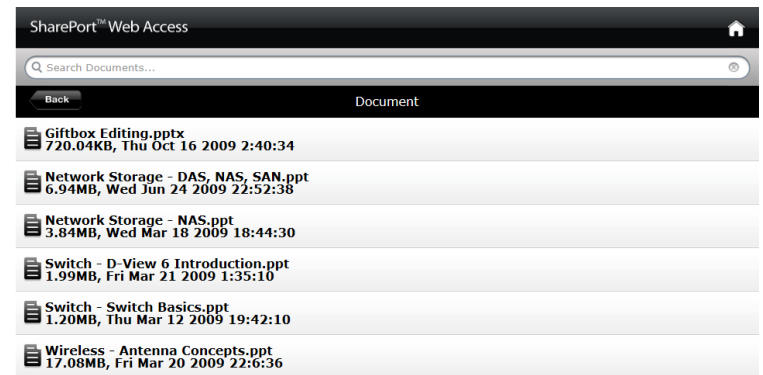 SharePort™ Web Access
Search Documents...
Back
Document
Giftbox Editing.pptx
720.04KB, Thu Oct 16 2009 2:40:34
Network Storage - DAS, NAS, SAN.ppt
6.94MB, Wed Jun 24 2009 22:52:38
Network Storage - NAS.ppt
3.84MB, Wed Mar 18 2009 18:44:30
Switch - D-View 6 Introduction.ppt
1.99MB, Fri Mar 21 2009 1:35:10
Switch - Switch Basics.ppt
1.20MB, Thu Mar 12 2009 19:42:10
Wireless - Antenna Concepts.ppt
17.08MB, Fri Mar 20 2009 22:6:36